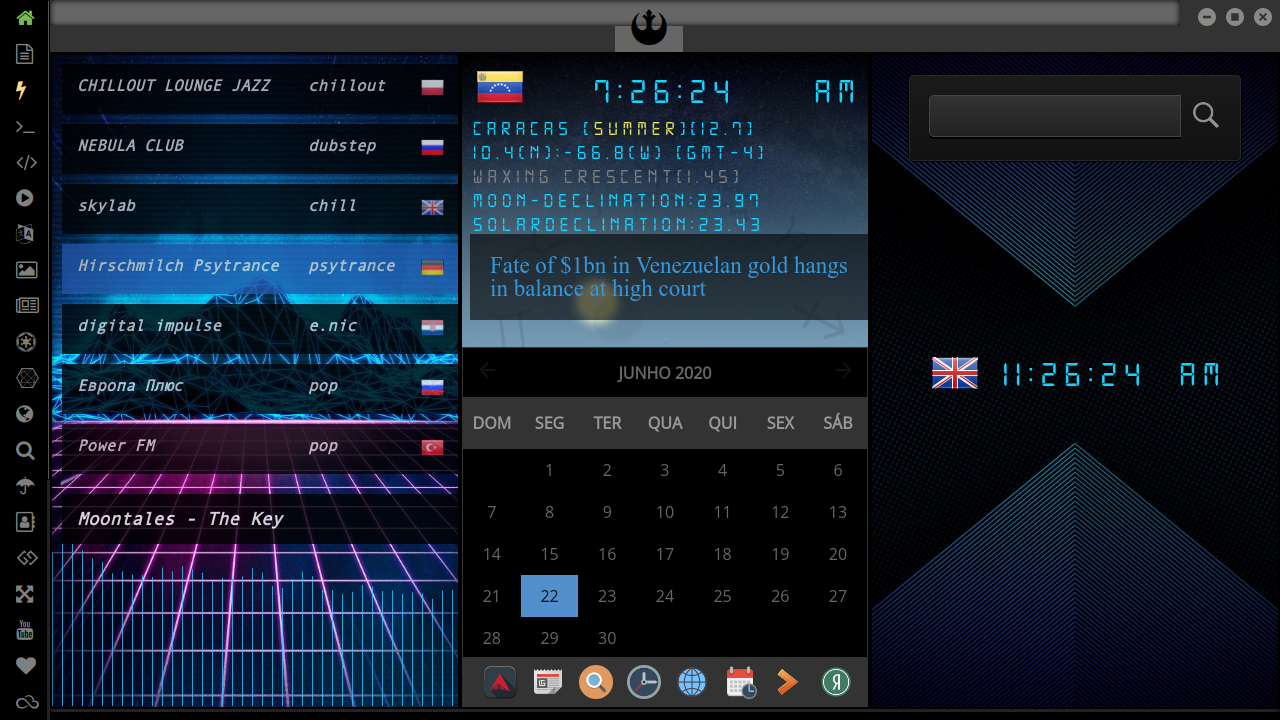 CHILLOUT LOUNGE JAZZ chillout
NEBULA CLUB dubstep
skylab chill
Hirschmilch Psytrance psytrance
digital impulse e.nic
Европа Плюс pop
Power FM pop
Moontales - The Key
7:26:24 AM
CARACAS [SUMMER][12.7]
10.4(N):-66.8(W) [GMT-4]
WAXING CRESCENT(1.45)
MOON-DECLINATION:23.97
SOLARDECLINATION:23.43
Fate of $1bn in Venezuelan gold hangs
in balance at high court
JUNHO 2020
DOM SEG TER QUA QUI SEX SÁB
1 2 3 4 5 6
7 8 9 10 11 12 13
14 15 16 17 18 19 20
21 22 23 24 25 26 27
28 29 30
11:26:24 AM
You
Tube
Я